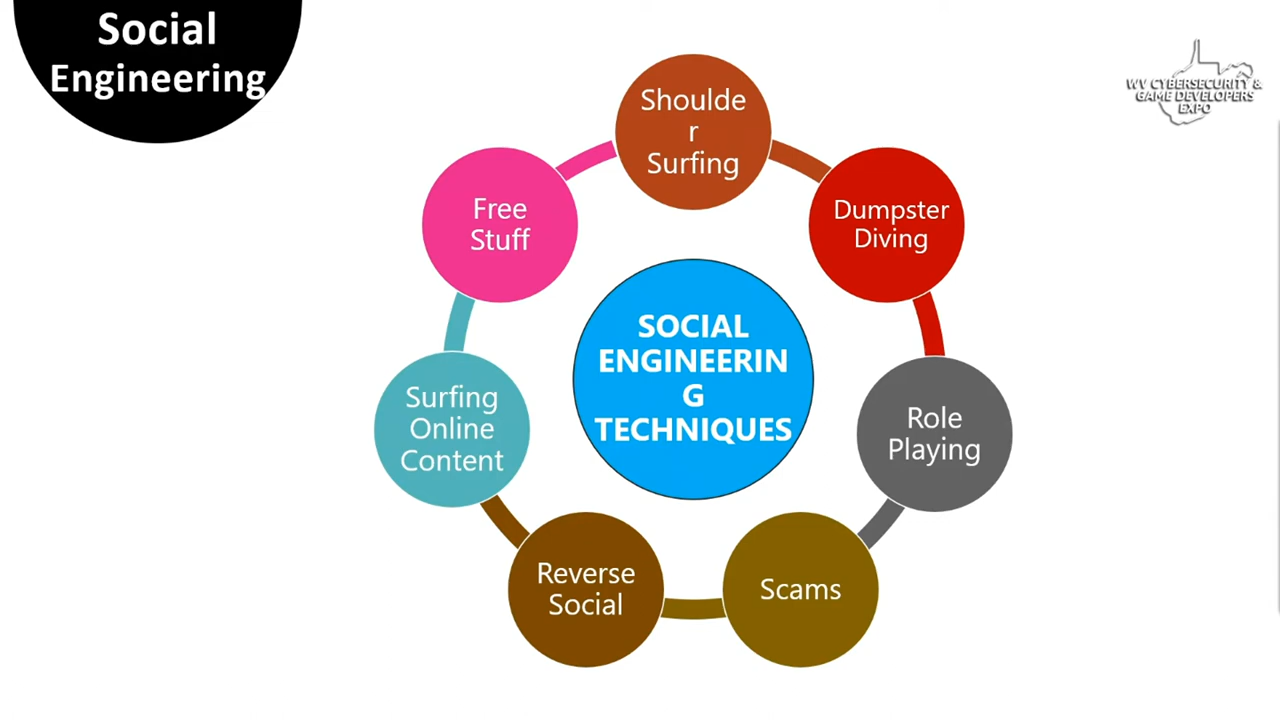 Social
Engineering
WV CYBERSECURITY &
GAME DEVELOPERS
EXPO
Shoulde
r
Surfing
Dumpster
Diving
Role
Playing
Scams
Reverse
Social
Surfing
Online
Content
Free
Stuff
SOCIAL
ENGINEERIN
G
TECHNIQUES